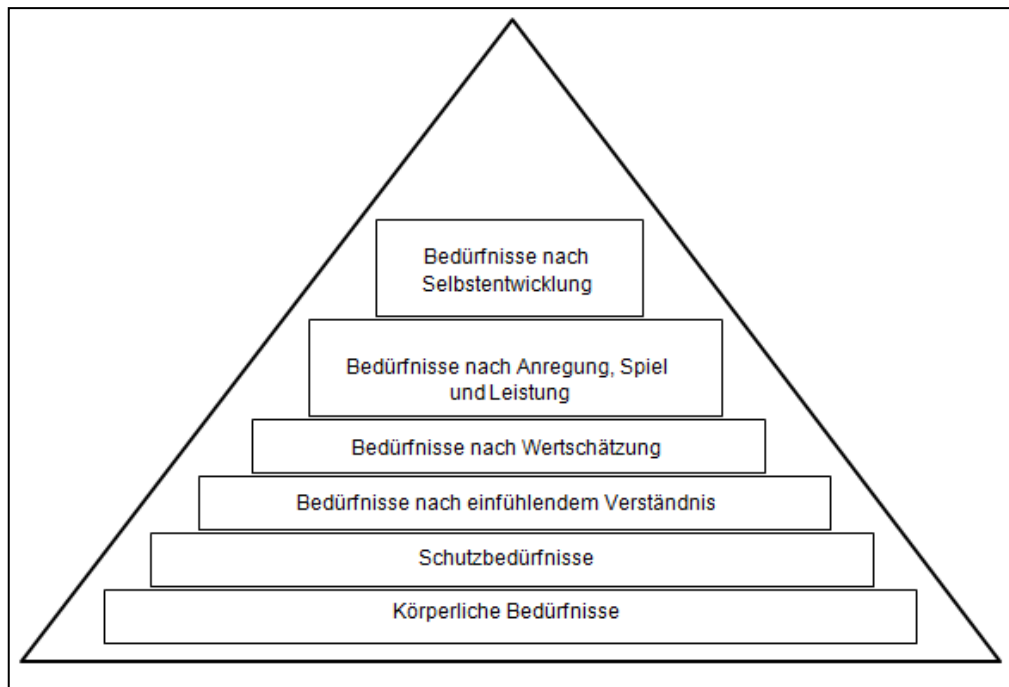 Bedürfnisse nach
Selbstentwicklung
Bedürfnisse nach Anregung, Spiel
und Leistung
Bedürfnisse nach Wertschätzung
Bedürfnisse nach einfühlendem Verständnis
Schutzbedürfnisse
Körperliche Bedürfnisse